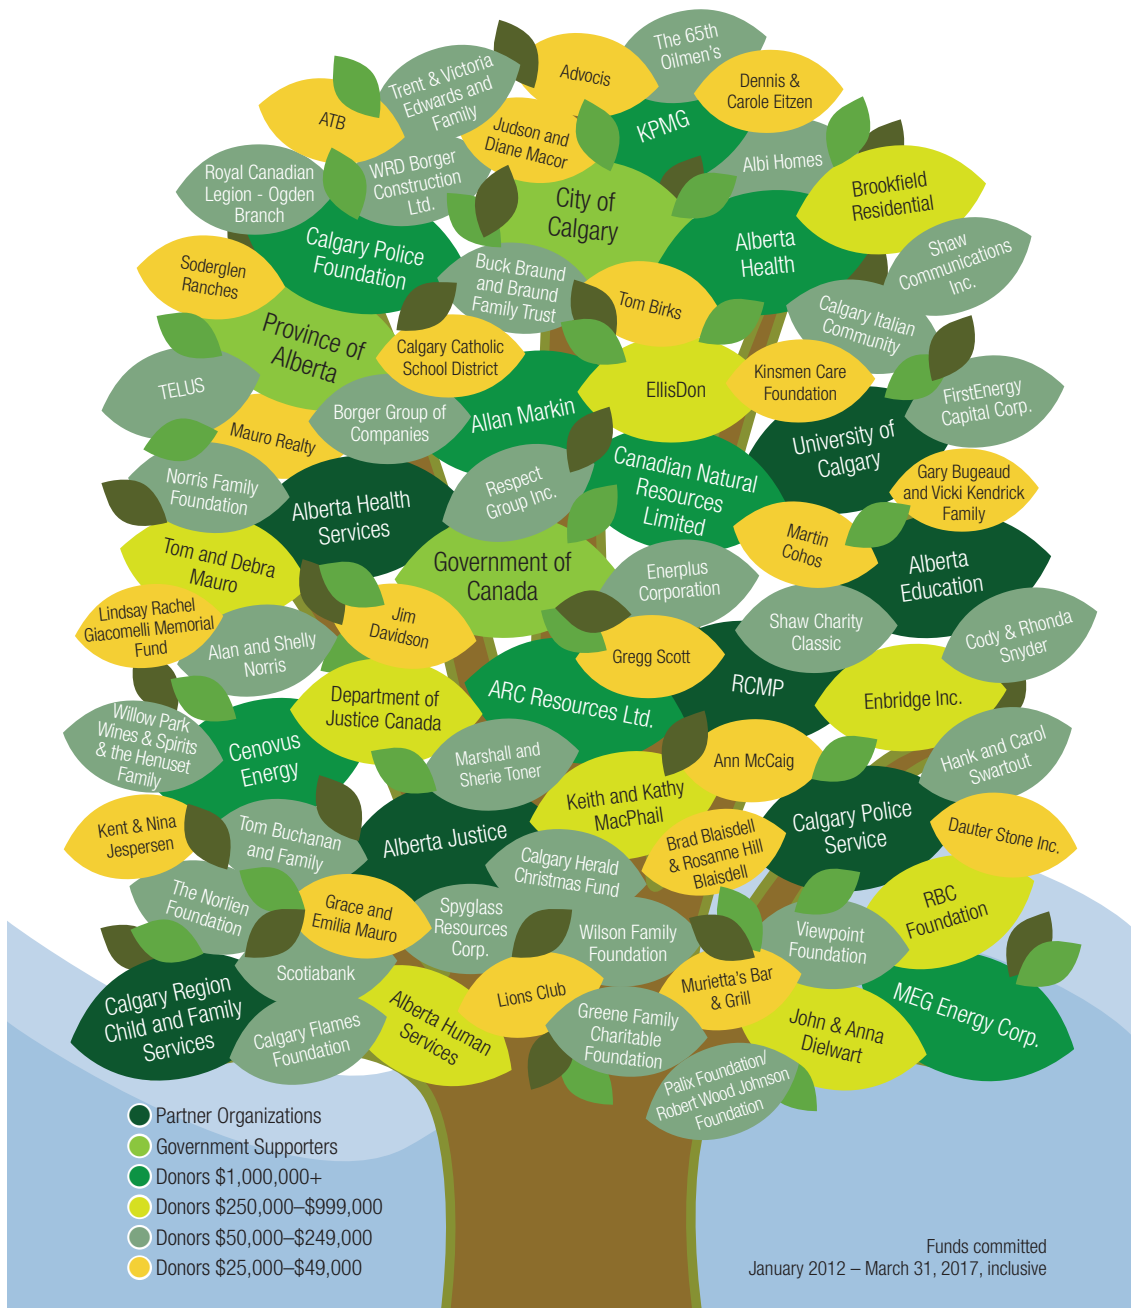 The 65th
Oilmen's
Trent & Victoria
Edwards and
Family
Advocis
Dennis &
Carole Eitzen
ATB
Judson and
Diane Macor
KPMG
Albi Homes
Royal Canadian
Legion - Ogden
Branch
WRD Borger
Construction
Ltd.
City of
Calgary
Brookfield
Residential
Calgary Police
Foundation
Alberta
Health
Shaw
Communications
Inc.
Soderglen
Ranches
Buck Braund
and Braund
Family Trust
Tom Birks
Calgary Italian
Community
Province of
Alberta
Calgary Catholic
School District
EllisDon
Kinsmen Care
Foundation
TELUS
FirstEnergy
Capital Corp.
Mauro Realty
Borger Group of
Companies
Allan Markin
University of
Calgary
Norris Family
Foundation
Alberta Health
Services
Respect
Group Inc.
Canadian Natural
Resources
Limited
Gary Bugeaud
and Vicki Kendrick
Family
Tom and Debra
Mauro
Government of
Canada
Enerplus
Corporation
Martin
Cohos
Alberta
Education
Lindsay Rachel
Giacomelli Memorial
Fund
Alan and Shelly
Norris
Jim
Davidson
Gregg Scott
Shaw Charity
Classic
Cody & Rhonda
Snyder
Department of
Justice Canada
ARC Resources Ltd.
RCMP
Enbridge Inc.
Willow Park
Wines & Spirits
& the Henuset
Family
Cenovus
Energy
Marshall and
Sherie Toner
Ann McCaig
Hank and Carol
Swartout
Kent & Nina
Jespersen
Tom Buchanan
and Family
Alberta Justice
Keith and Kathy
MacPhail
Brad Blaisdell
& Rosanne Hill
Blaisdell
Calgary Police
Service
Dauter Stone Inc.
The Norlien
Foundation
Grace and
Emilia Mauro
Calgary Herald
Christmas Fund
Spyglass
Resources
Corp.
Wilson Family
Foundation
Viewpoint
Foundation
RBC
Foundation
Calgary Region
Child and Family
Services
Scotiabank
Lions Club
Murietta's Bar
& Grill
MEG Energy Corp.
Calgary Flames
Foundation
Alberta Human
Services
Greene Family
Charitable
Foundation
John & Anna
Dielwart
Palix Foundation/
Robert Wood Johnson
Foundation
Partner Organizations
Government Supporters
Donors $1,000,000+
Donors $250,000–$999,000
Donors $50,000–$249,000
Donors $25,000–$49,000
Funds committed
January 2012 – March 31, 2017, inclusive